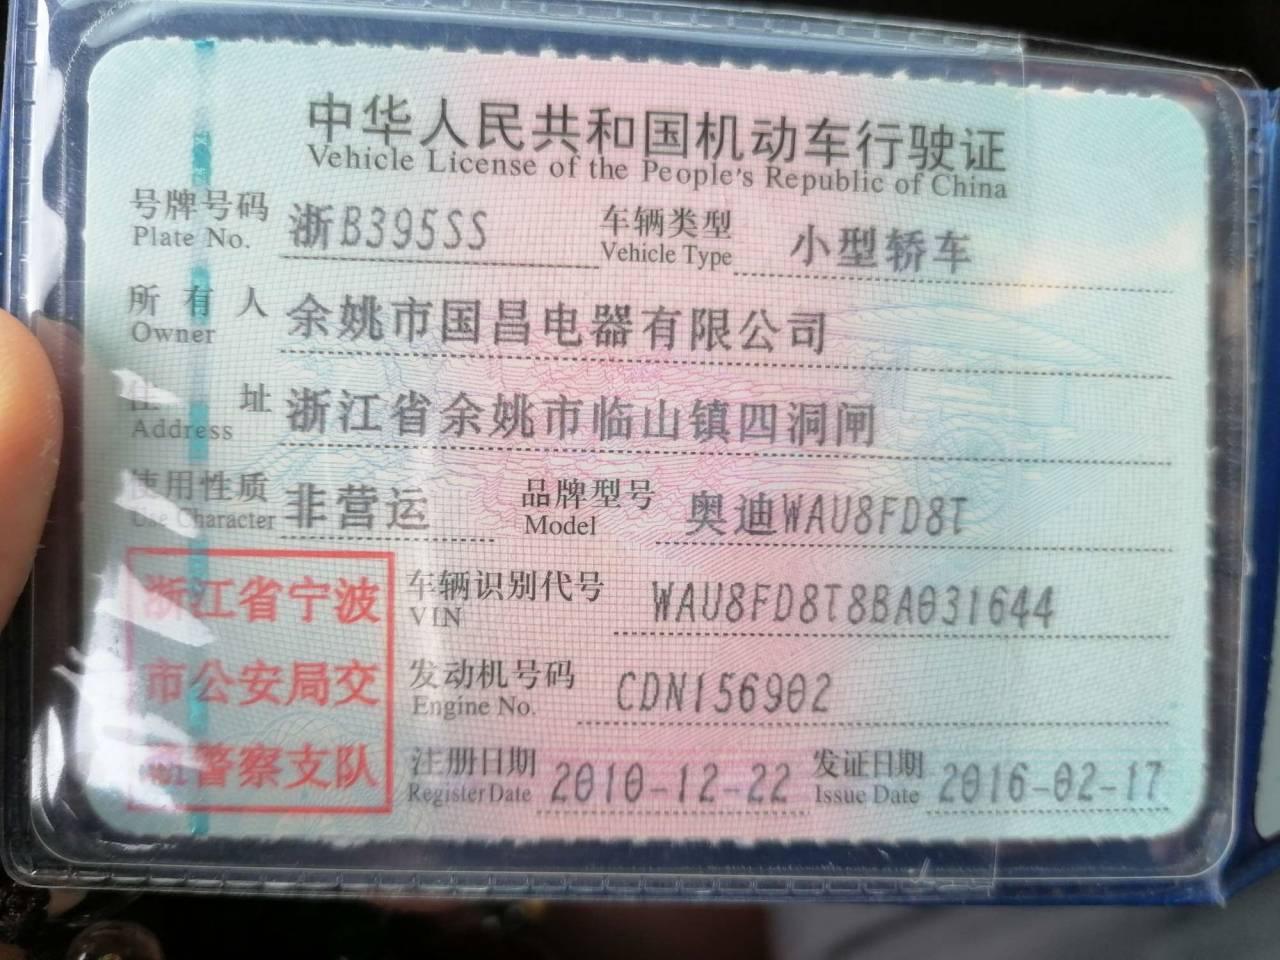 中华人民共和国机动车行驶证
Vehicle License of the People's Republic of China
号牌号码 浙B395SS 车辆类型 小型轿车
Plate No. Vehicle Type
所有人 余姚市国昌电器有限公司
Owner
住址 浙江省余姚市临山镇四洞闸
Address
使用性质 非营运 品牌型号 奥迪WAU8FD8T
Use Character Model
浙江省宁波
市公安局交
通警察支队
车辆识别代号 WAU8FD8T8BA031644
VIN
发动机号码 CDN156902
Engine No.
注册日期 2010-12-22 发证日期 2016-02-17
Register Date Issue Date